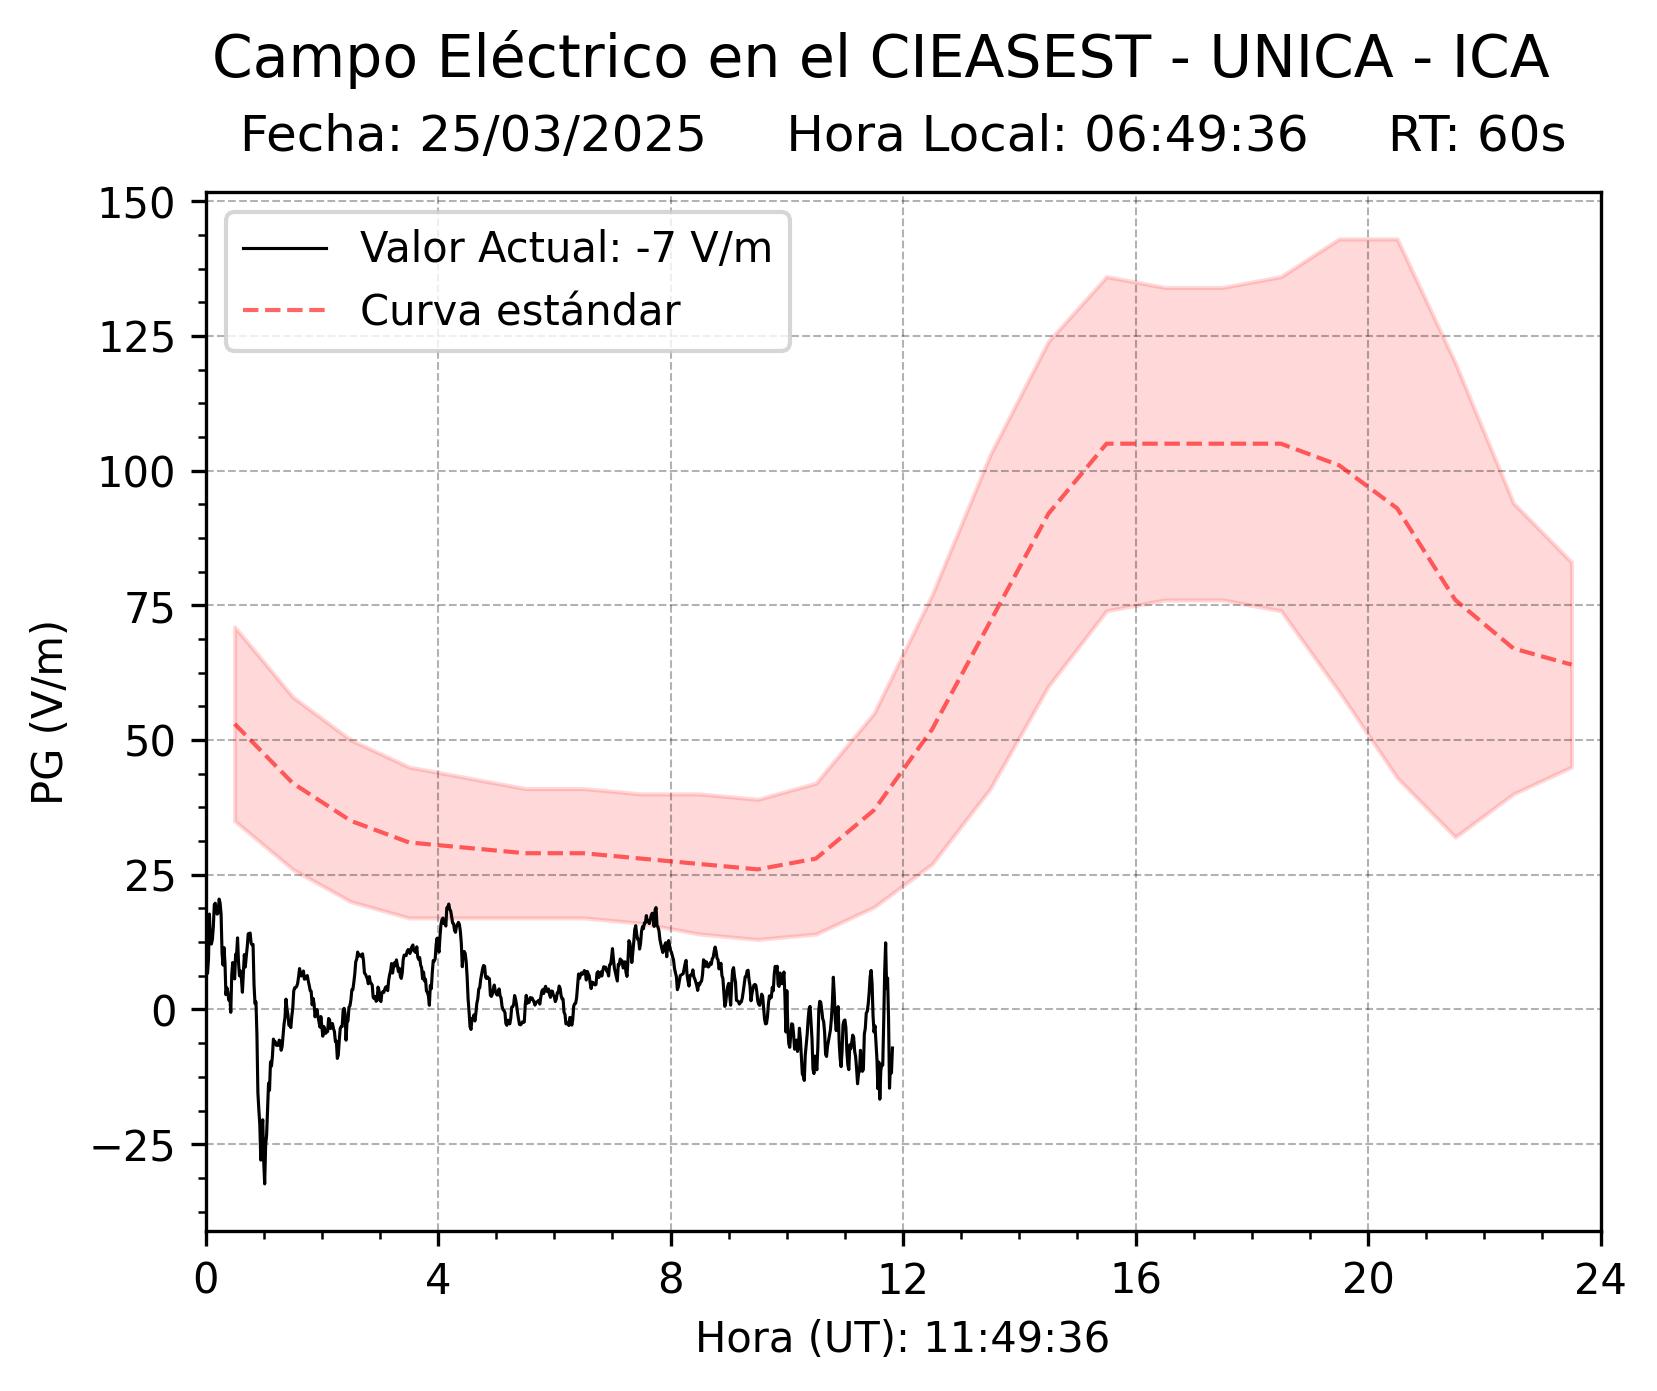 Campo Eléctrico en el CIEASEST - UNICA - ICA
Fecha: 25/03/2025 Hora Local: 06:49:36 RT: 60s
Valor Actual: -7 V/m
Curva estándar
150
125
100
75
50
25
0
−25
PG (V/m)
0 4 8 12 16 20 24
Hora (UT): 11:49:36